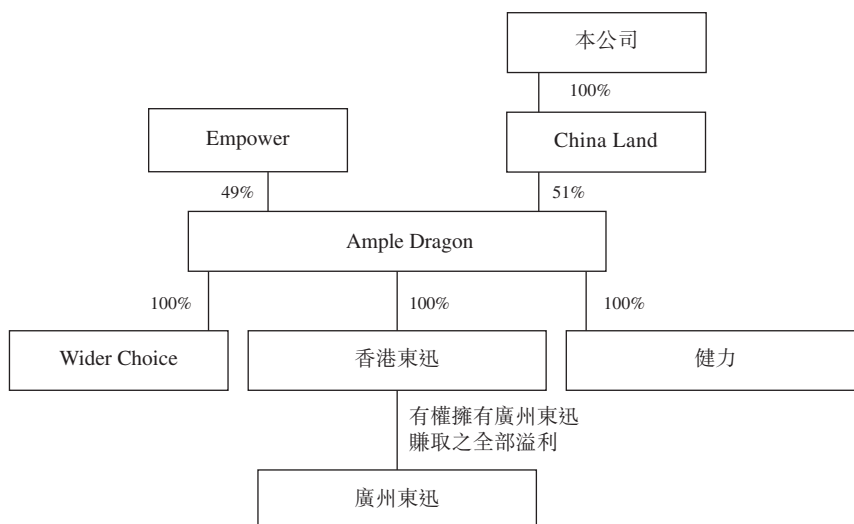 本公司
100%
Empower
China Land
49%
51%
Ample Dragon
100%
100%
100%
Wider Choice
香港東迅
健力
有權擁有廣州東迅
賺取之全部溢利
廣州東迅